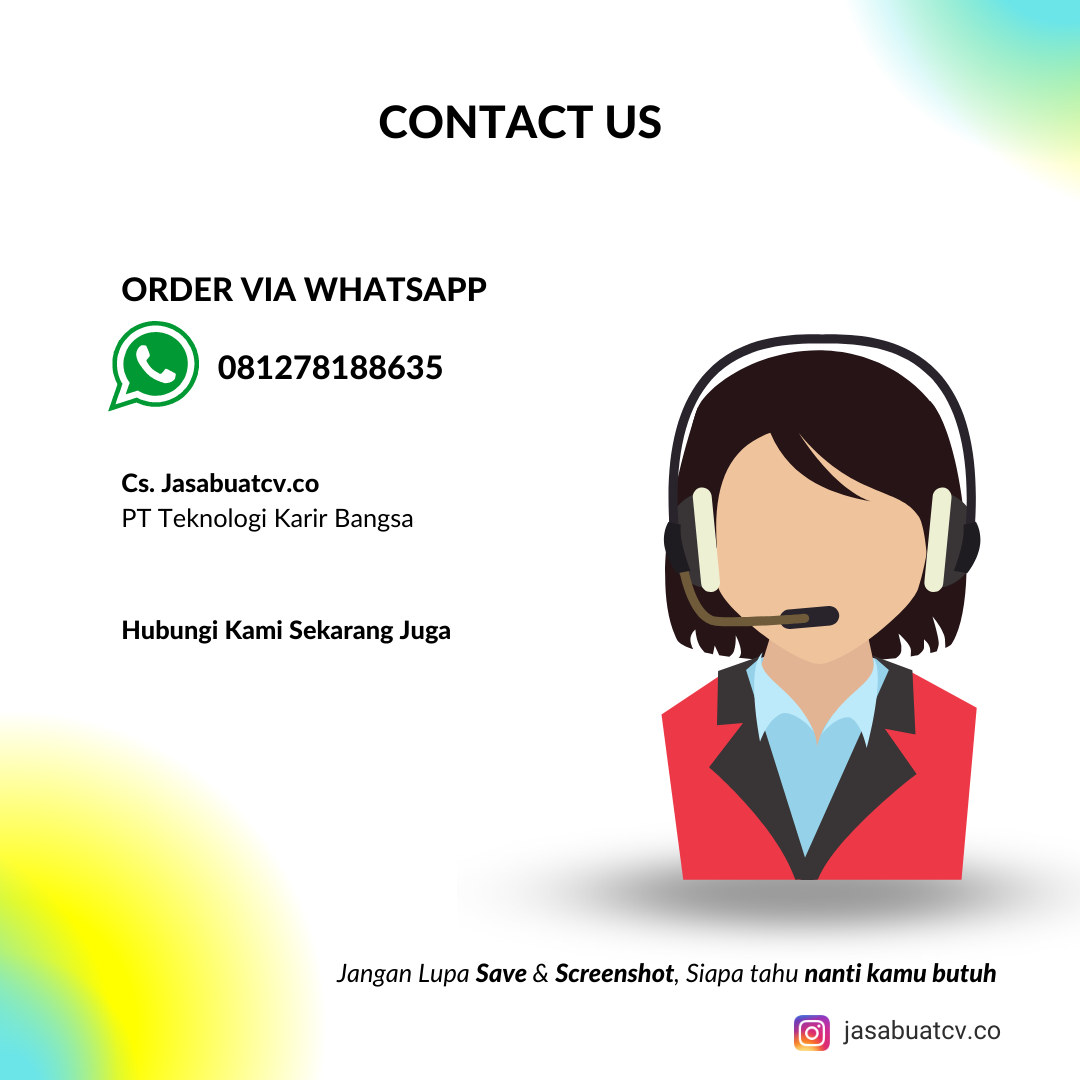 CONTACT US
ORDER VIA WHATSAPP
081278188635
Cs. Jasabuatcv.co
PT Teknologi Karir Bangsa
Hubungi Kami Sekarang Juga
Jangan Lupa Save & Screenshot, Siapa tahu nanti kamu butuh
jasabuatcv.co